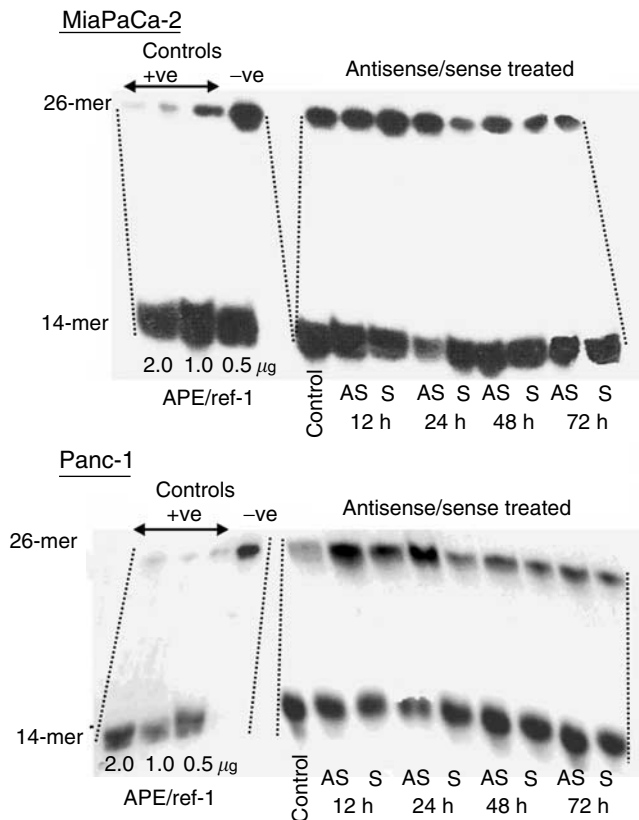 MiaPaCa-2
Controls
+ve −ve Antisense/sense treated
26-mer
14-mer
2.0 1.0 0.5 μg
APE/ref-1
Control
AS S AS S AS S AS S
12 h 24 h 48 h 72 h
Panc-1
Controls
+ve −ve Antisense/sense treated
26-mer
14-mer
2.0 1.0 0.5 μg
APE/ref-1
Control
AS S AS S AS S AS S
12 h 24 h 48 h 72 h